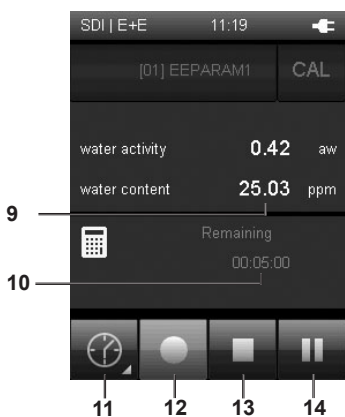 SDI | E+E 11:19
[01] EEPARAM1 CAL
water activity 0.42 aw
water content 25.03 ppm
9
Remaining
00:05:00
10
11 12 13 14